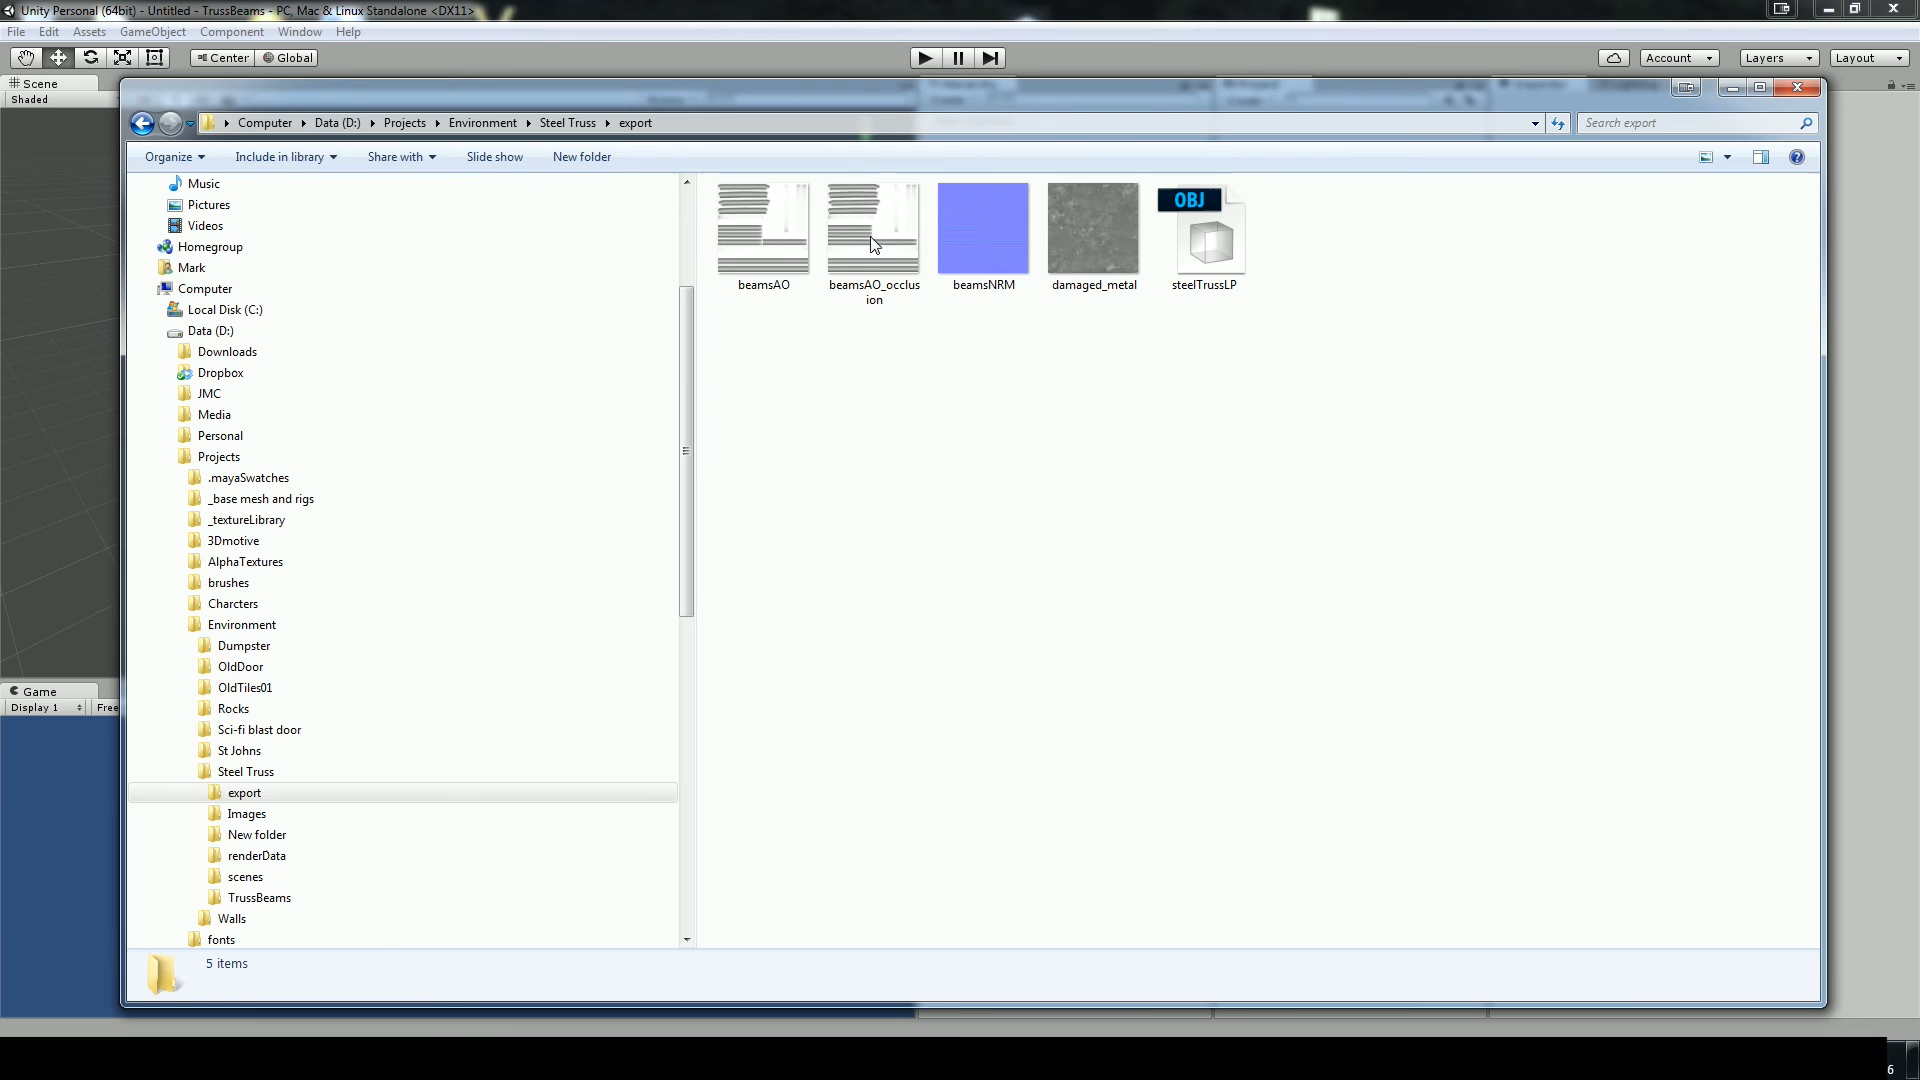 Unity Personal (64bit) - Untitled - TrussBeams - PC, Mac & Linux Standalone <DX11>
File Edit Assets GameObject Component Window Help
Center Global Account Layers Layout
Scene
Shaded
Computer Data (D:) Projects Environment Steel Truss export Search export
Organize Include in library Share with Slide show New folder
Music
Pictures
Videos
Homegroup
Mark
Computer
Local Disk (C:)
Data (D:)
Downloads
Dropbox
JMC
Media
Personal
Projects
.mayaSwatches
_base mesh and rigs
_textureLibrary
3Dmotive
AlphaTextures
brushes
Charcters
Environment
Dumpster
OldDoor
OldTiles01
Rocks
Sci-fi blast door
St Johns
Steel Truss
export
Images
New folder
renderData
scenes
TrussBeams
Walls
fonts
beamsAO
beamsAO_occlus
ion
beamsNRM
damaged_metal
OBJ
steelTrussLP
Game
Display 1 Free
5 items
6